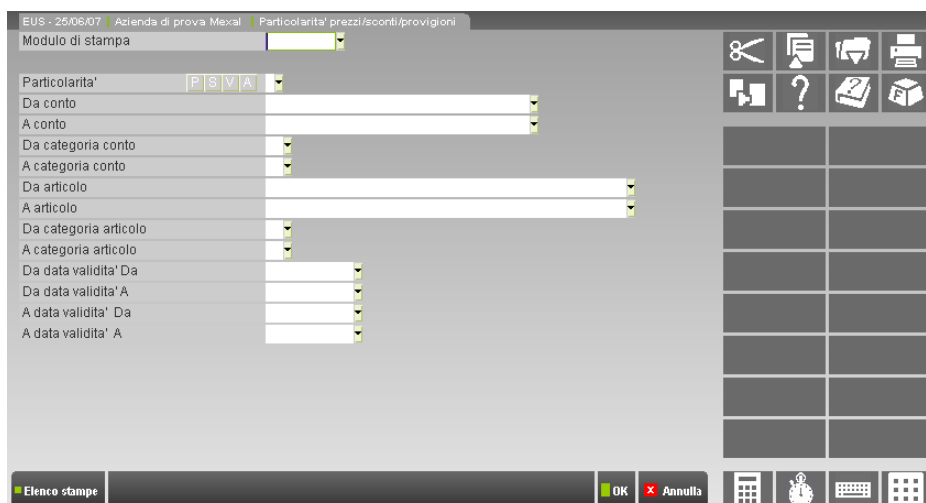 EUS - 25/06/07 Azienda di prova Mexal Particolarita' prezzi/sconti/provigioni
Modulo di stampa
Particolarita' P S V A
Da conto
A conto
Da categoria conto
A categoria conto
Da articolo
A articolo
Da categoria articolo
A categoria articolo
Da data validita' Da
Da data validita' A
A data validita' Da
A data validita' A
Elenco stampe OK X Annulla
? ? F